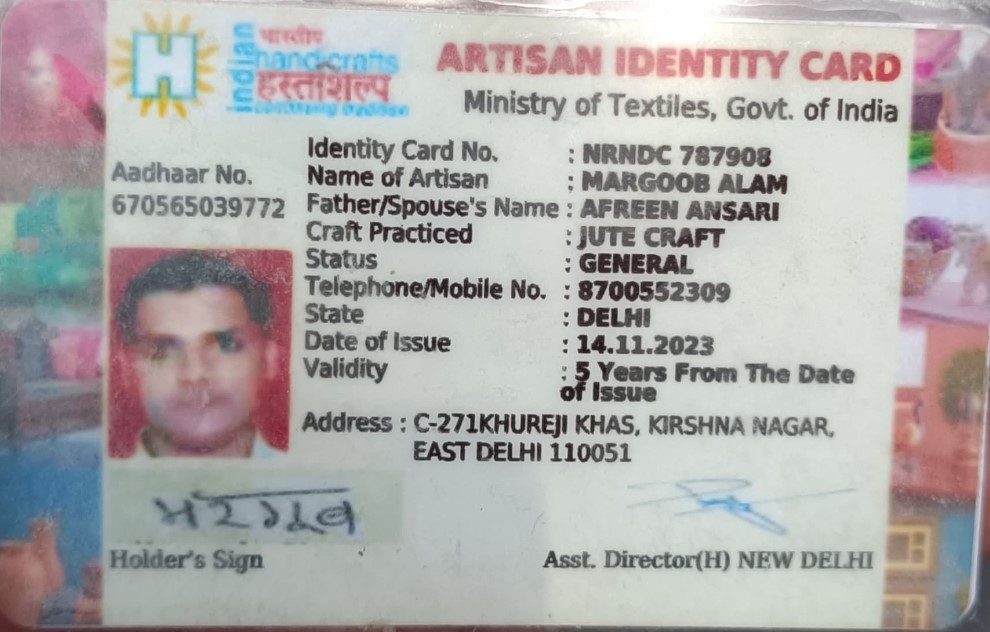 भारतीय
indian handicrafts
हस्तशिल्प
ARTISAN IDENTITY CARD
Ministry of Textiles, Govt. of India
Identity Card No. : NRNDC 787908
Name of Artisan : MARGOOB ALAM
Aadhaar No.
670565039772
Father/Spouse's Name : AFREEN ANSARI
Craft Practiced : JUTE CRAFT
Status : GENERAL
Telephone/Mobile No. : 8700552309
State : DELHI
Date of Issue : 14.11.2023
Validity : 5 Years From The Date
of Issue
Address : C-271KHUREJI KHAS, KIRSHNA NAGAR,
EAST DELHI 110051
मरगूब
Holder's Sign
Asst. Director(H) NEW DELHI